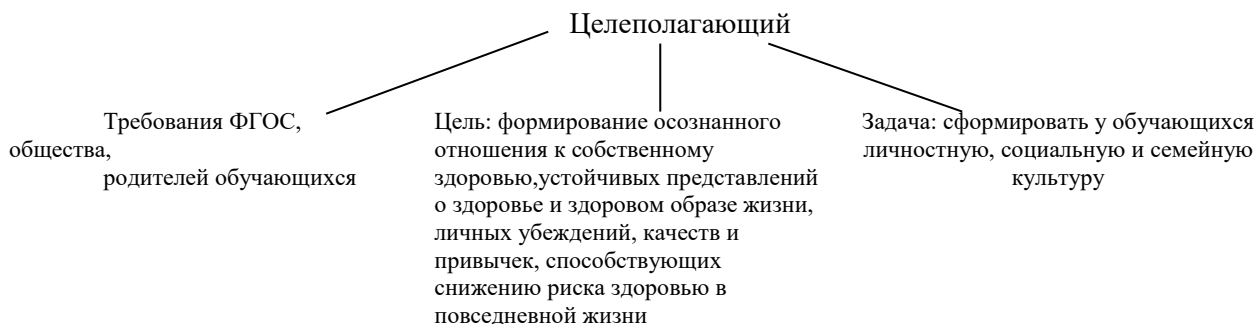 Целеполагающий
Требования ФГОС,
общества,
родителей обучающихся
Цель: формирование осознанного
отношения к собственному
здоровью,устойчивых представлений
о здоровье и здоровом образе жизни,
личных убеждений, качеств и
привычек, способствующих
снижению риска здоровью в
повседневной жизни
Задача: сформировать у обучающихся
личностную, социальную и семейную
культуру